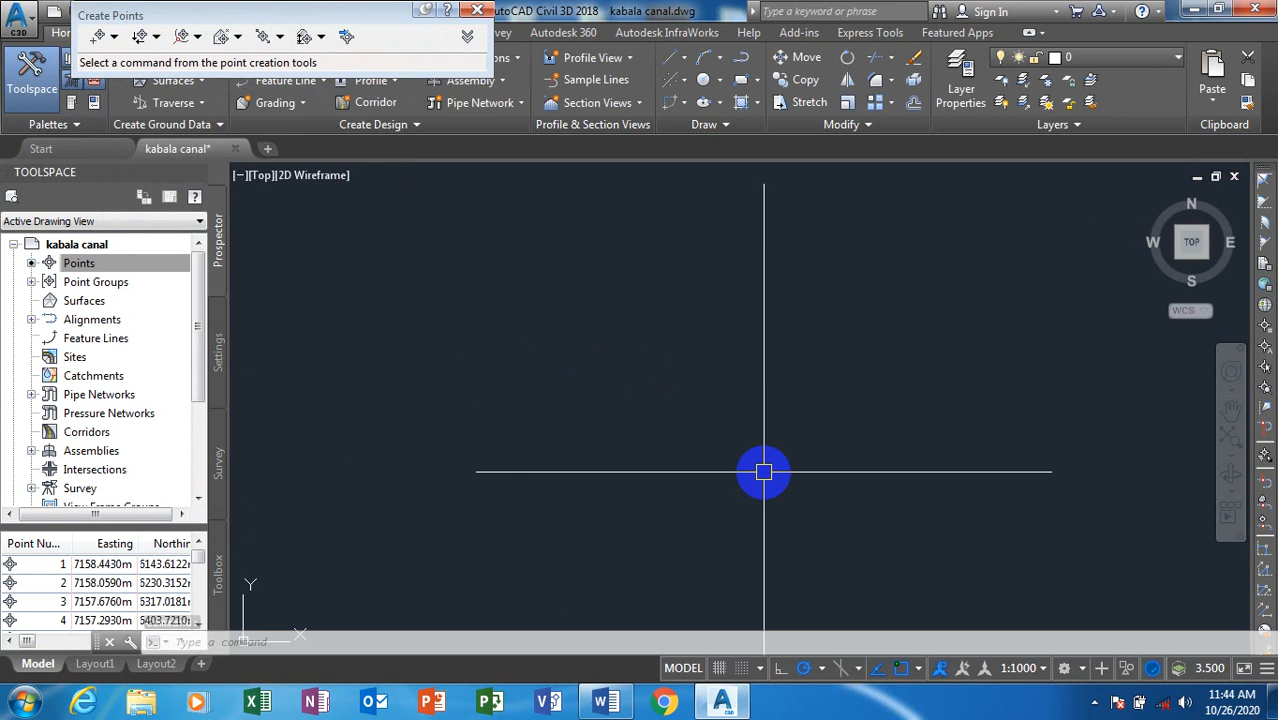 Create Points
AutoCAD Civil 3D 2018 kabala canal.dwg
Type a keyword or phrase
Sign In
C3D
Select a command from the point creation tools
Autodesk 360
Autodesk InfraWorks
Help
Add-ins
Express Tools
Featured Apps
Toolspace
Surfaces
Traverse
Feature Line
Grading
Profile
Corridor
Assembly
Pipe Network
Profile View
Sample Lines
Section Views
Move
Copy
Stretch
0
Layer
Properties
Paste
Palettes
Create Ground Data
Create Design
Profile & Section Views
Draw
Modify
Layers
Clipboard
Start
kabala canal*
TOOLSPACE
[−][Top][2D Wireframe]
Active Drawing View
kabala canal
Points
Point Groups
Surfaces
Alignments
Feature Lines
Sites
Catchments
Pipe Networks
Pressure Networks
Corridors
Assemblies
Intersections
Survey
View Frame Groups
Prospector
Settings
Survey
Toolbox
N
W
TOP
E
S
WCS
Point Nu...
Easting
Northin
1 7158.4430m 5143.6122
2 7158.0590m 5230.3152
3 7157.6760m 5317.0181
4 7157.2930m 5403.7210
Y
X
Type a command
Model
Layout1
Layout2
MODEL
1:1000
3.500
11:44 AM
10/26/2020